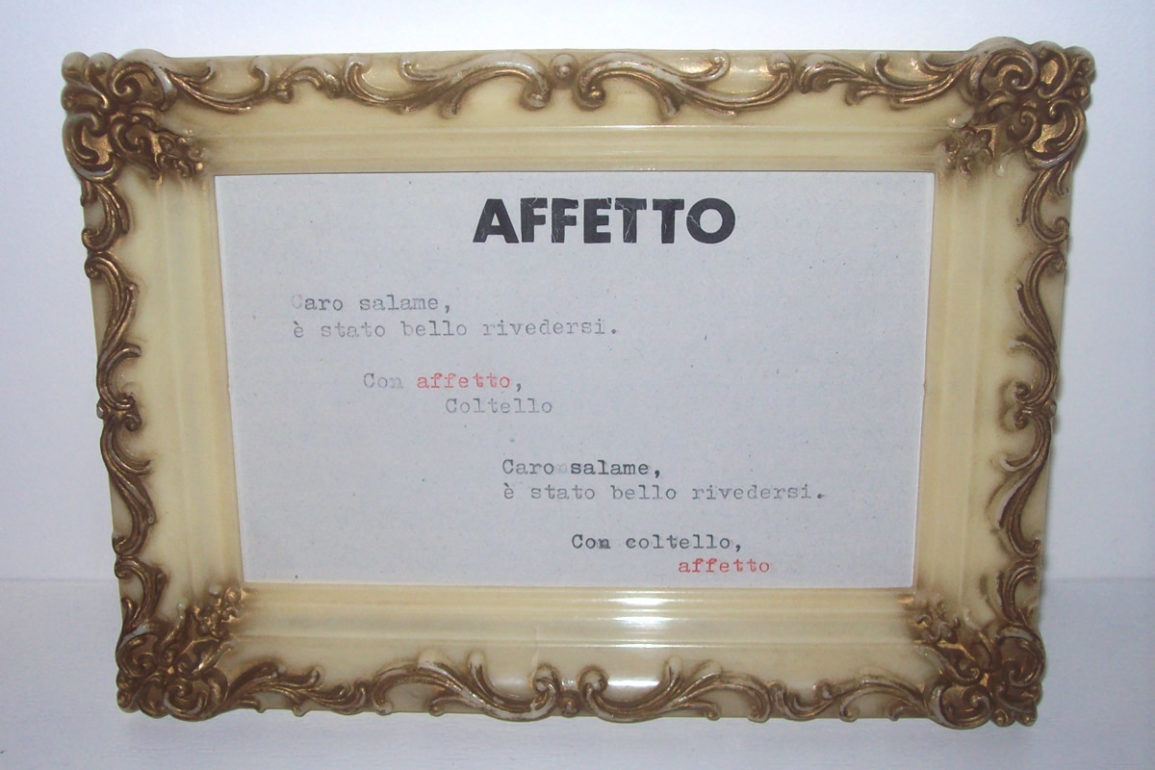 AFFETTO
Caro salame,
è stato bello rivedersi.
Con affetto,
Coltello
Caro salame,
è stato bello rivedersi.
Con coltello,
affetto